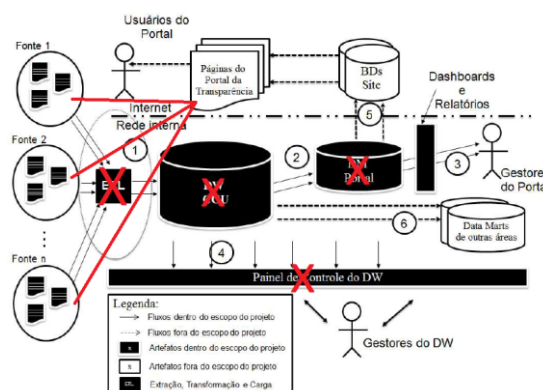 Fonte 1
Usuários do
Portal
Páginas do
Portal da
Transparência
BDs
Site
Dashboards
e
Relatórios
Internet
Rede interna
1
5
Fonte 2
2
3
Portal
Gestores
do Porta
6
Data Marts
de outras áreas
4
Fonte n
Painel de Controle do DW
Legenda:
Fluxos dentro do escopo do projeto
Fluxos fora do escopo do projeto
Artefatos dentro do escopo do projeto
Artefatos fora do escopo do projeto
ETL Extração, Transformação e Carga
Gestores do DW